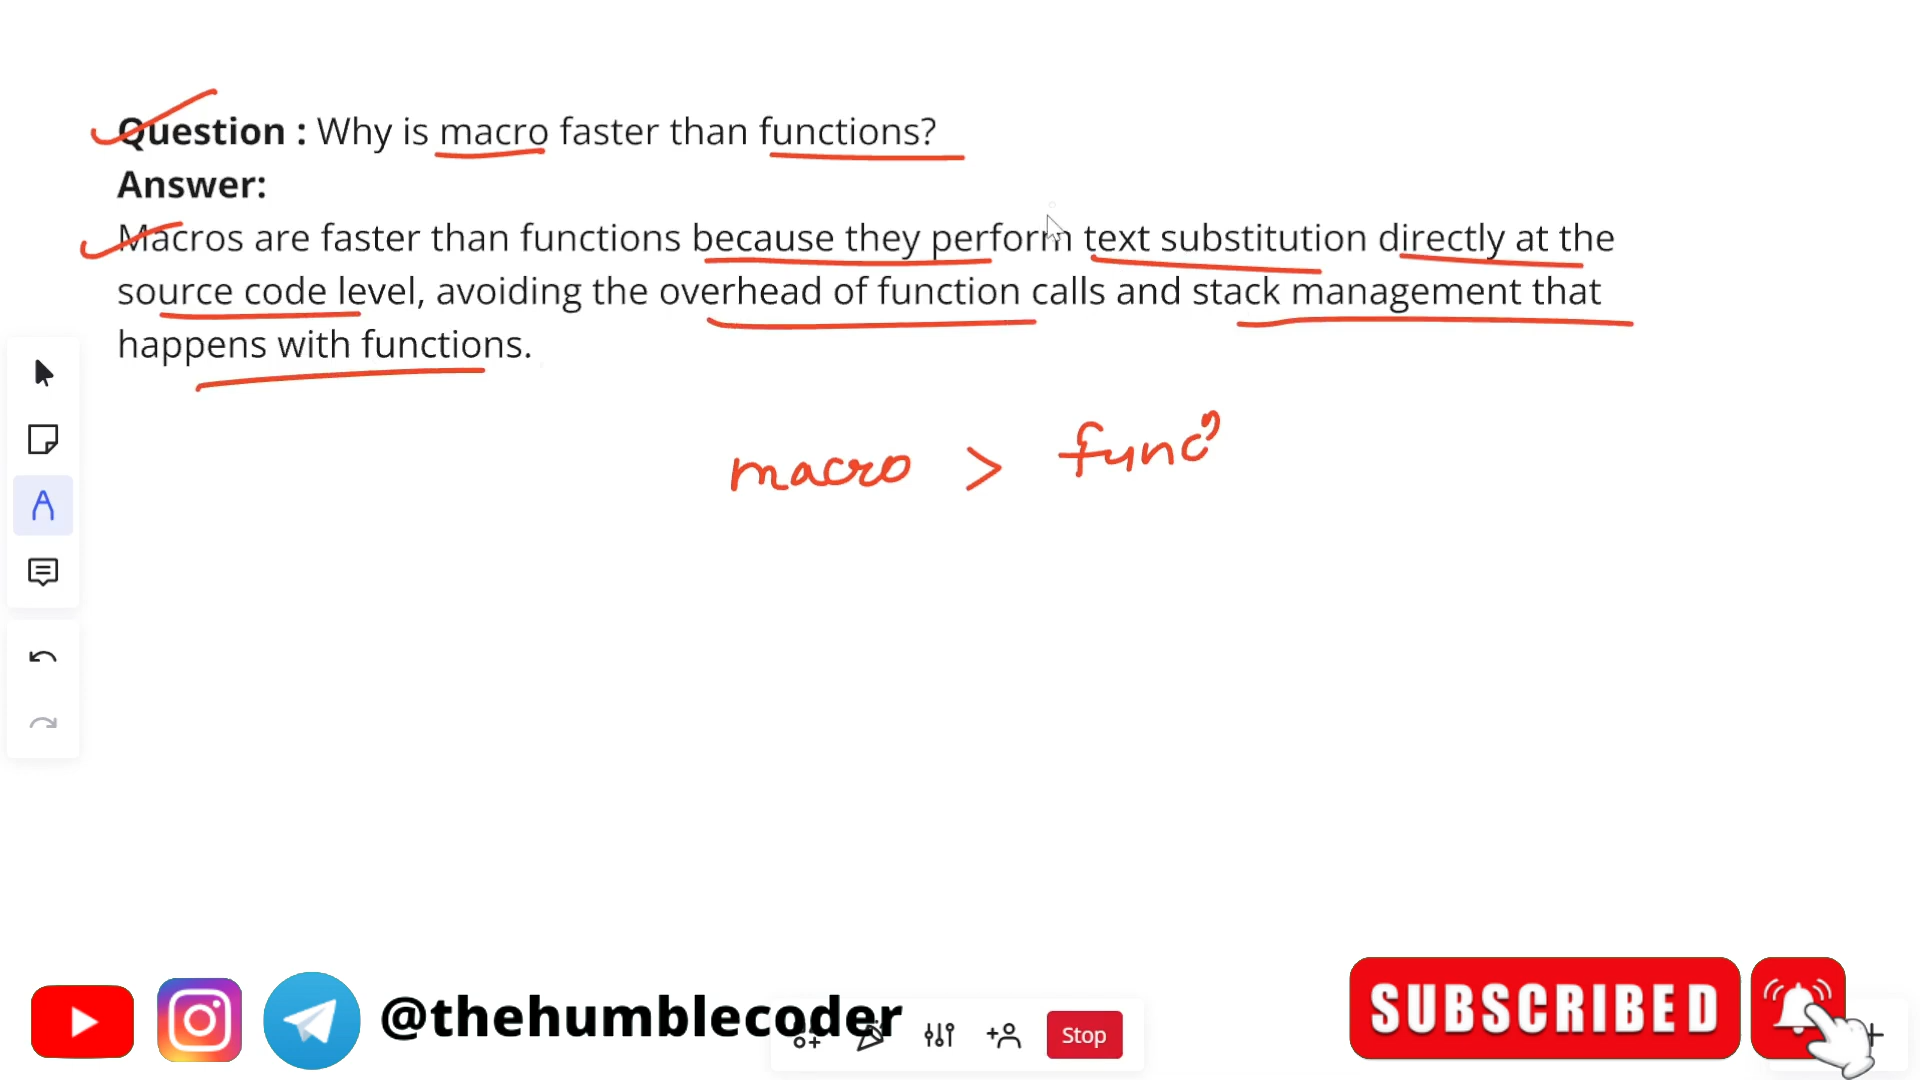 Question : Why is macro faster than functions?
Answer:
Macros are faster than functions because they perform text substitution directly at the
source code level, avoiding the overhead of function calls and stack management that
happens with functions.
macro > func
@thehumblecoder
Stop
SUBSCRIBED